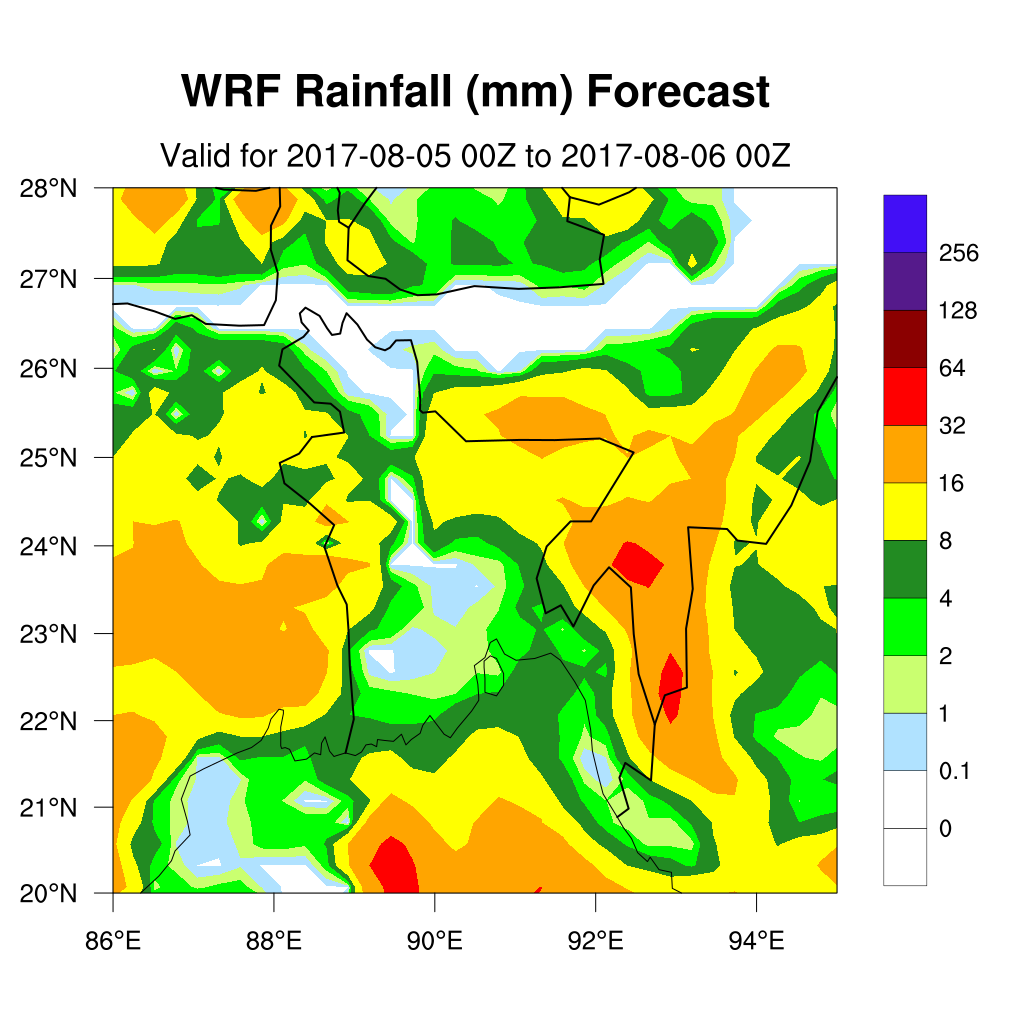 WRF Rainfall (mm) Forecast
Valid for 2017-08-05 00Z to 2017-08-06 00Z
28°N
27°N
26°N
25°N
24°N
23°N
22°N
21°N
20°N
86°E
88°E
90°E
92°E
94°E
256
128
64
32
16
8
4
2
1
0.1
0